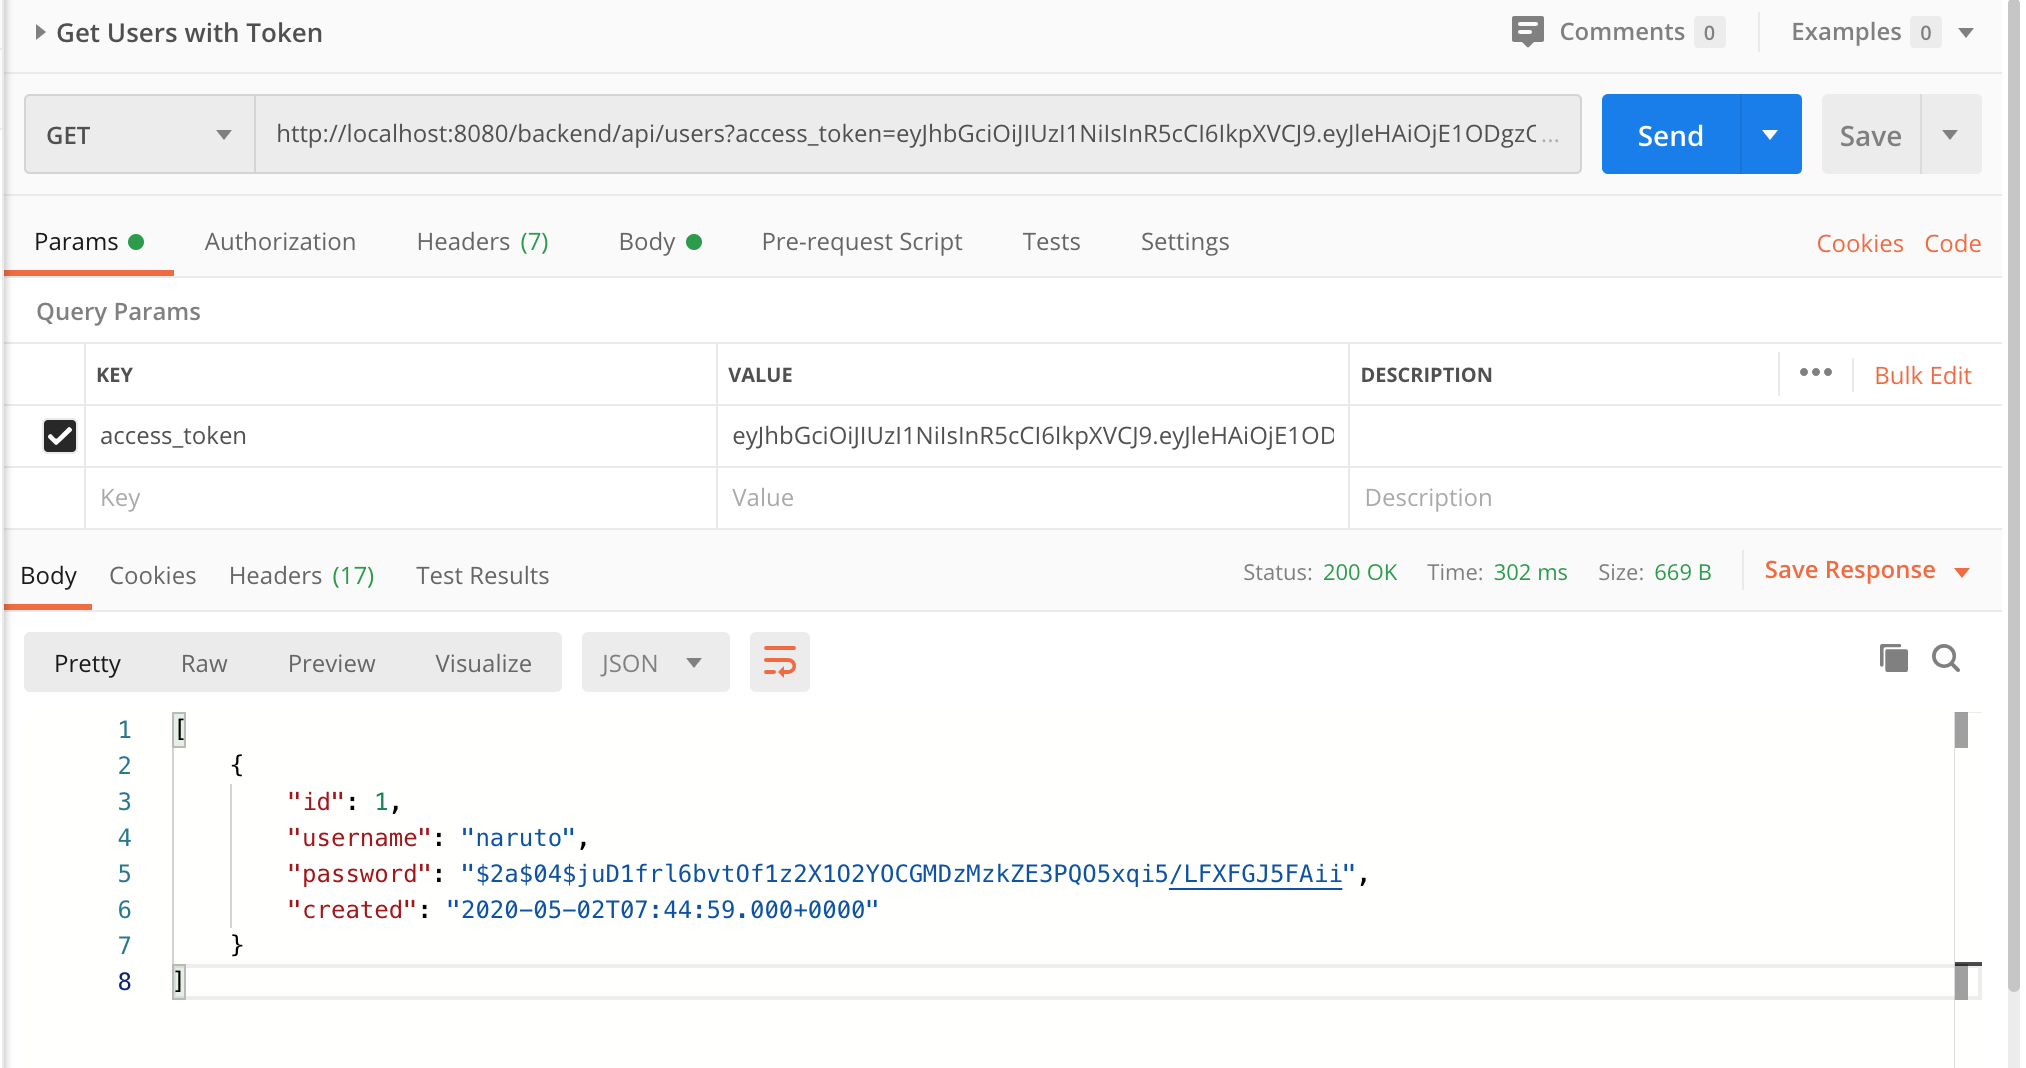 Get Users with Token
Comments 0
Examples 0
GET
http://localhost:8080/backend/api/users?access_token=eyJhbGciOiJIUzI1NiIsInR5cCI6IkpXVCJ9.eyJleHAiOjE1ODgzC...
Send
Save
Params
Authorization
Headers (7)
Body
Pre-request Script
Tests
Settings
Cookies
Code
Query Params
KEY
VALUE
DESCRIPTION
•••
Bulk Edit
access_token
eyJhbGciOiJIUzI1NiIsInR5cCI6IkpXVCJ9.eyJleHAiOjE1OD
Key
Value
Description
Body
Cookies
Headers (17)
Test Results
Status: 200 OK
Time: 302 ms
Size: 669 B
Save Response
Pretty
Raw
Preview
Visualize
JSON
1 [
2 {
3 "id": 1,
4 "username": "naruto",
5 "password": "$2a$04$juD1frl6bvtOf1z2X1O2YOCGMDzMzkZE3PQO5xqi5/LFXFGJ5FAii",
6 "created": "2020-05-02T07:44:59.000+0000"
7 }
8 ]